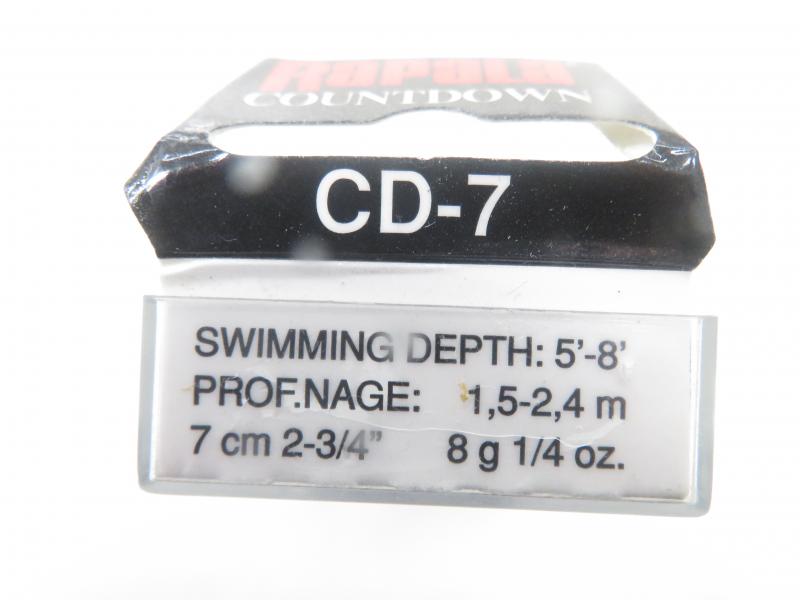 Rapala
COUNTDOWN
CD-7
SWIMMING DEPTH: 5'-8'
PROF.NAGE: 1,5-2,4 m
7 cm 2-3/4" 8 g 1/4 oz.